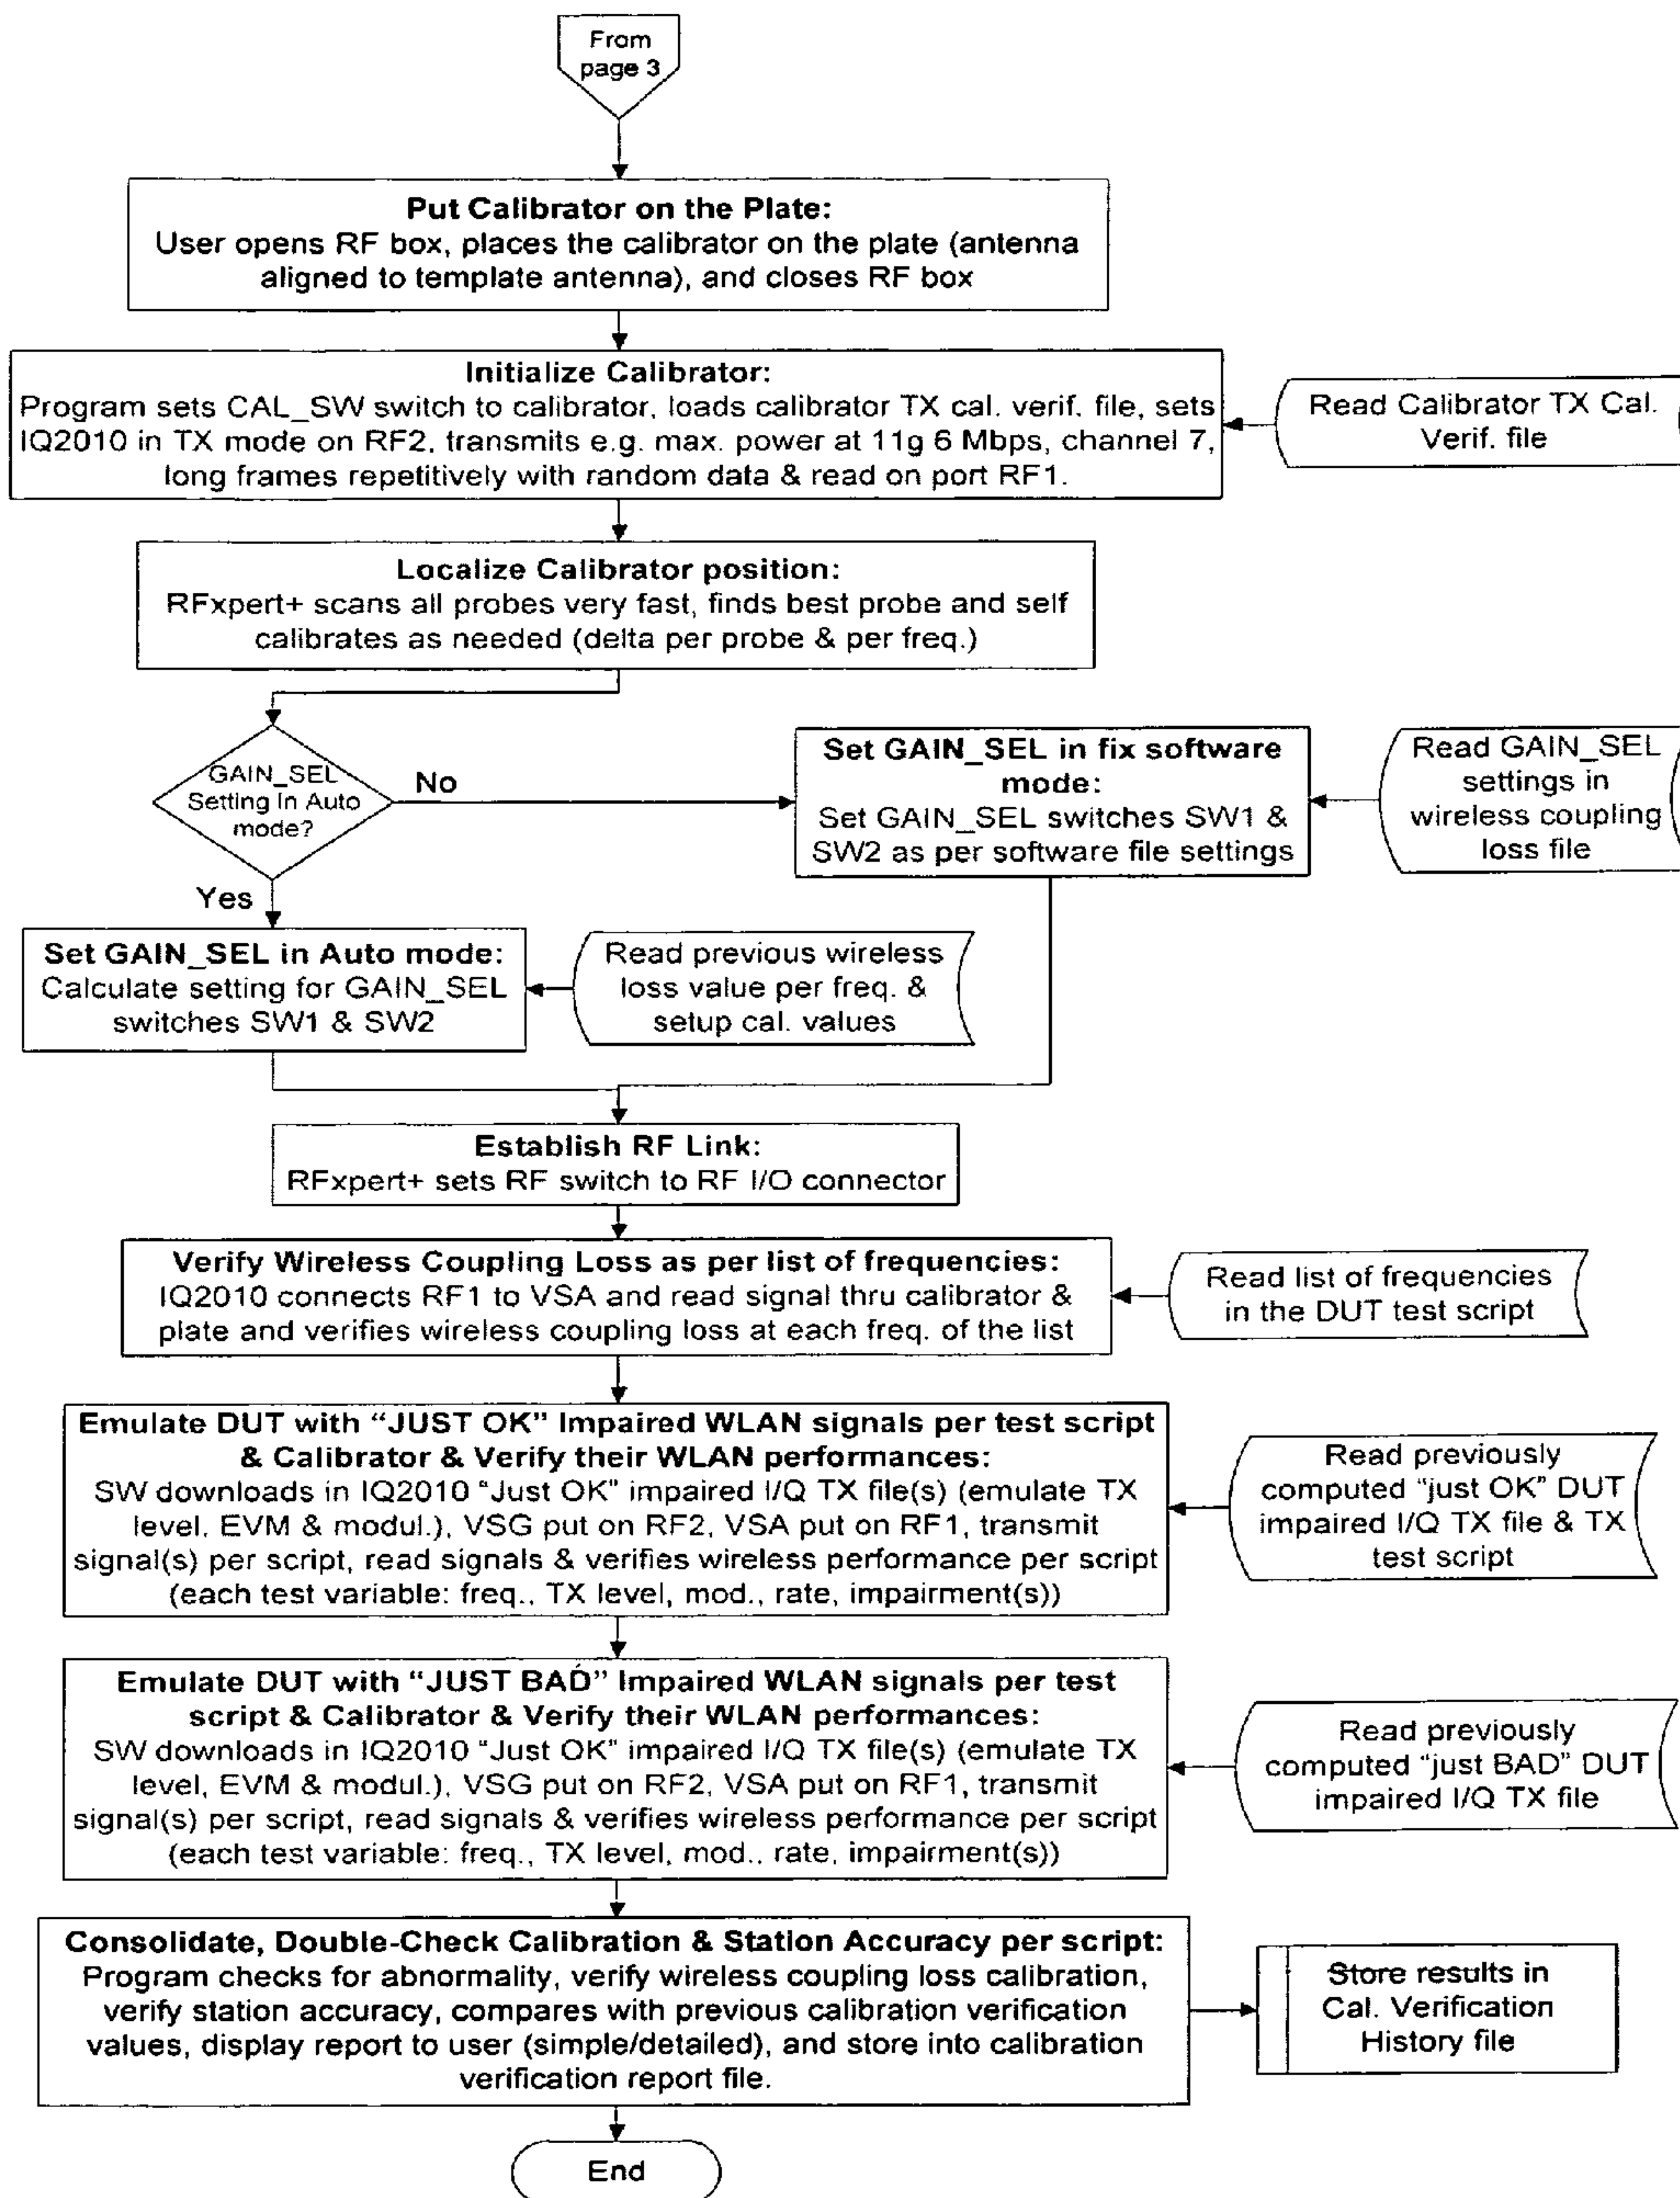 From
page 3
Put Calibrator on the Plate:
User opens RF box, places the calibrator on the plate (antenna
aligned to template antenna), and closes RF box
Initialize Calibrator:
Program sets CAL_SW switch to calibrator, loads calibrator TX cal. verif. file, sets
IQ2010 in TX mode on RF2, transmits e.g. max. power at 11g 6 Mbps, channel 7,
long frames repetitively with random data & read on port RF1.
Read Calibrator TX Cal.
Verif. file
Localize Calibrator position:
RFxpert+ scans all probes very fast, finds best probe and self
calibrates as needed (delta per probe & per freq.)
GAIN_SEL
Setting in Auto
mode?
No
Yes
Set GAIN_SEL in fix software
mode:
Set GAIN_SEL switches SW1 &
SW2 as per software file settings
Read GAIN_SEL
settings in
wireless coupling
loss file
Set GAIN_SEL in Auto mode:
Calculate setting for GAIN_SEL
switches SW1 & SW2
Read previous wireless
loss value per freq. &
setup cal. values
Establish RF Link:
RFxpert+ sets RF switch to RF I/O connector
Verify Wireless Coupling Loss as per list of frequencies:
IQ2010 connects RF1 to VSA and read signal thru calibrator &
plate and verifies wireless coupling loss at each freq. of the list
Read list of frequencies
in the DUT test script
Emulate DUT with “JUST OK” Impaired WLAN signals per test script
& Calibrator & Verify their WLAN performances:
SW downloads in IQ2010 “Just OK” impaired I/Q TX file(s) (emulate TX
level, EVM & modul.), VSG put on RF2, VSA put on RF1, transmit
signal(s) per script, read signals & verifies wireless performance per script
(each test variable: freq., TX level, mod., rate, impairment(s))
Read previously
computed “just OK” DUT
impaired I/Q TX file & TX
test script
Emulate DUT with “JUST BAD” Impaired WLAN signals per test
script & Calibrator & Verify their WLAN performances:
SW downloads in IQ2010 “Just OK” impaired I/Q TX file(s) (emulate TX
level, EVM & modul.), VSG put on RF2, VSA put on RF1, transmit
signal(s) per script, read signals & verifies wireless performance per script
(each test variable: freq., TX level, mod., rate, impairment(s))
Read previously
computed “just BAD” DUT
impaired I/Q TX file
Consolidate, Double-Check Calibration & Station Accuracy per script:
Program checks for abnormality, verify wireless coupling loss calibration,
verify station accuracy, compares with previous calibration verification
values, display report to user (simple/detailed), and store into calibration
verification report file.
Store results in
Cal. Verification
History file
End